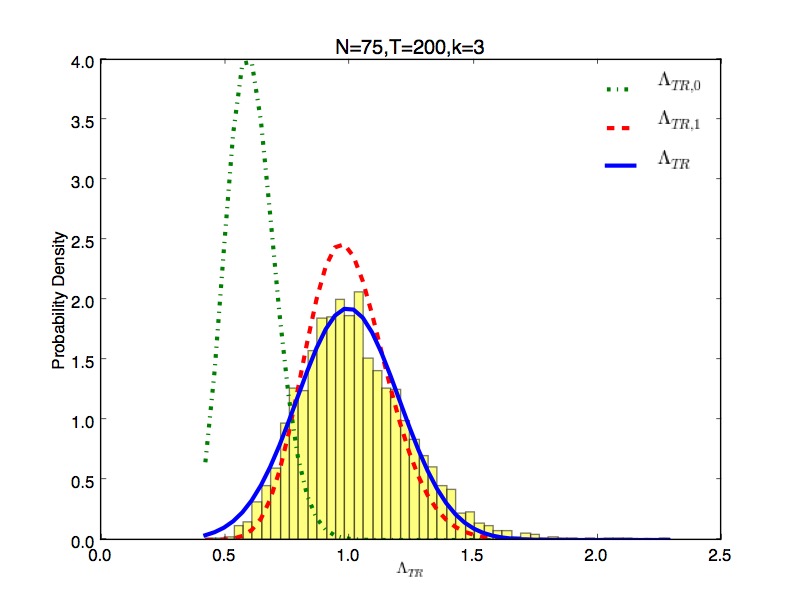 N=75,T=200,k=3
4.0
3.5
3.0
2.5
2.0
1.5
1.0
0.5
0.0
Probability Density
Λ_{TR,0}
Λ_{TR,1}
Λ_{TR}
0.0 0.5 1.0 1.5 2.0 2.5
Λ_{TR}